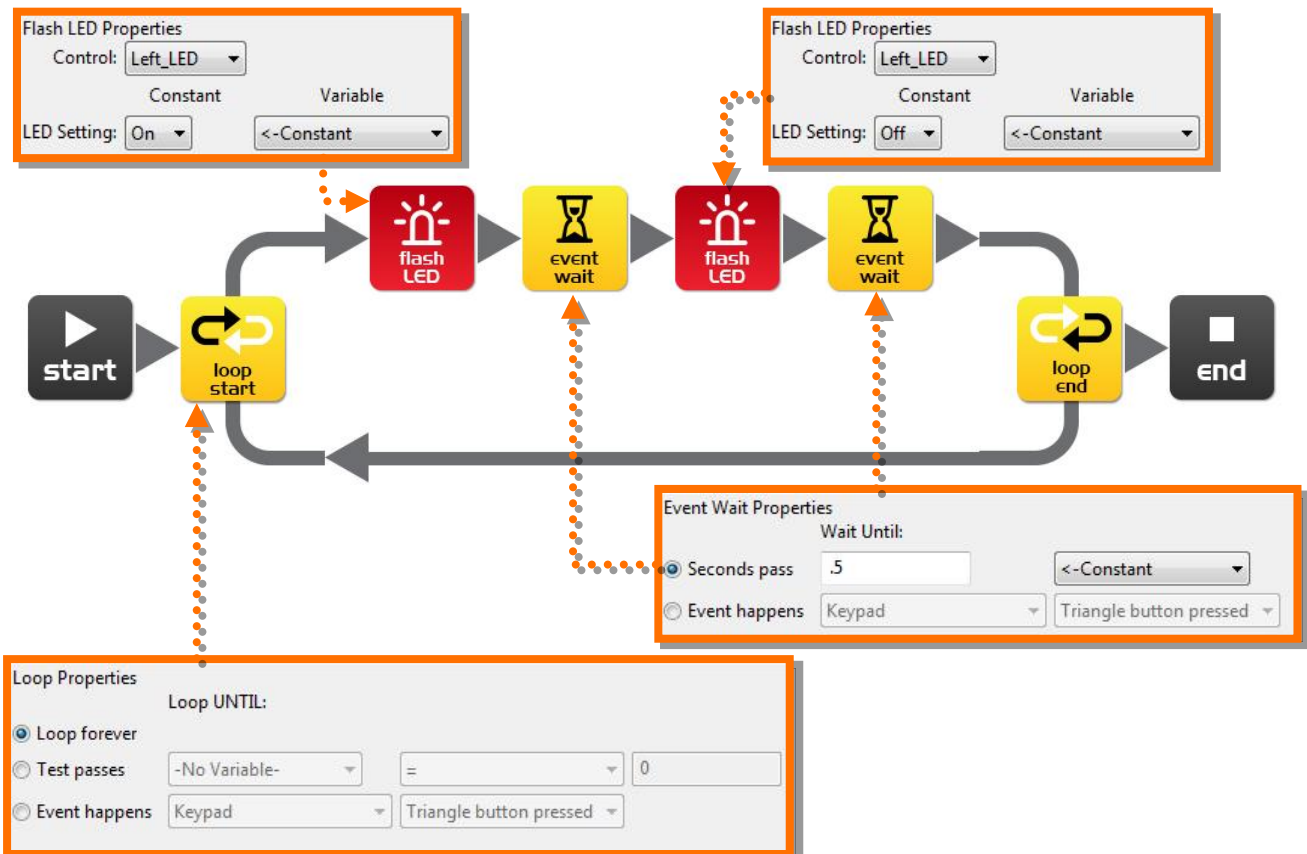 Flash LED Properties
Control: Left_LED
Constant Variable
LED Setting: On <-Constant
Flash LED Properties
Control: Left_LED
Constant Variable
LED Setting: Off <-Constant
flash
LED
event
wait
flash
LED
event
wait
start
loop
start
loop
end
end
Event Wait Properties
Wait Until:
Seconds pass .5 <-Constant
Event happens Keypad Triangle button pressed
Loop Properties
Loop UNTIL:
Loop forever
Test passes -No Variable- = 0
Event happens Keypad Triangle button pressed